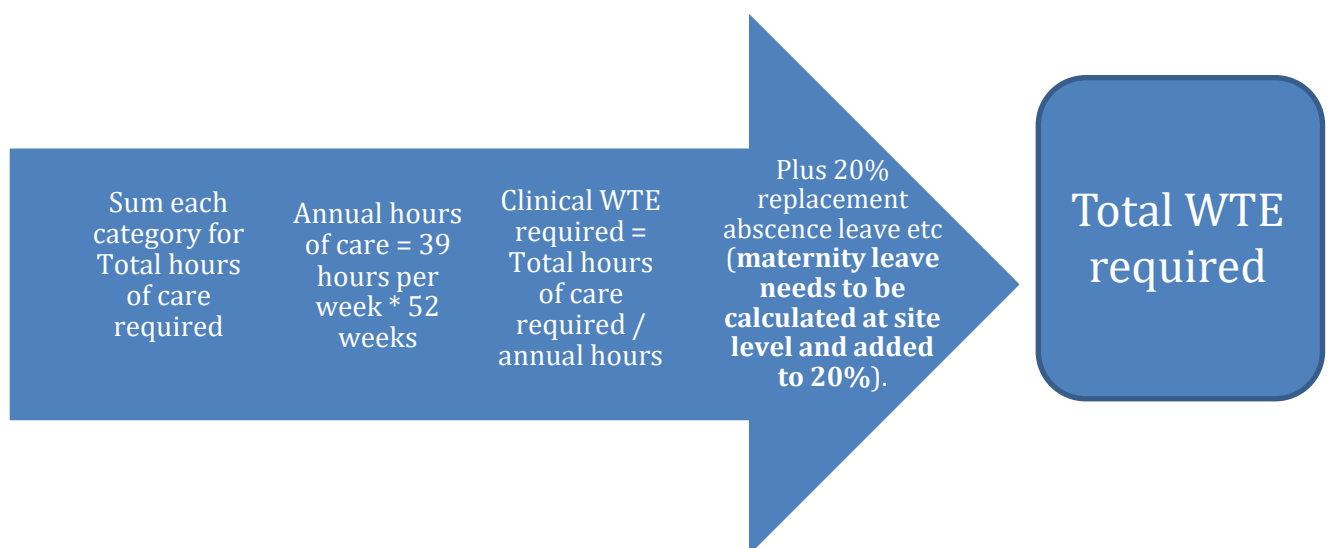 Sum each
category for
Total hours
of care
required
Annual hours
of care = 39
hours per
week * 52
weeks
Clinical WTE
required =
Total hours
of care
required /
annual hours
Plus 20%
replacement
abscence leave etc
(maternity leave
needs to be
calculated at site
level and added
to 20%).
Total WTE
required